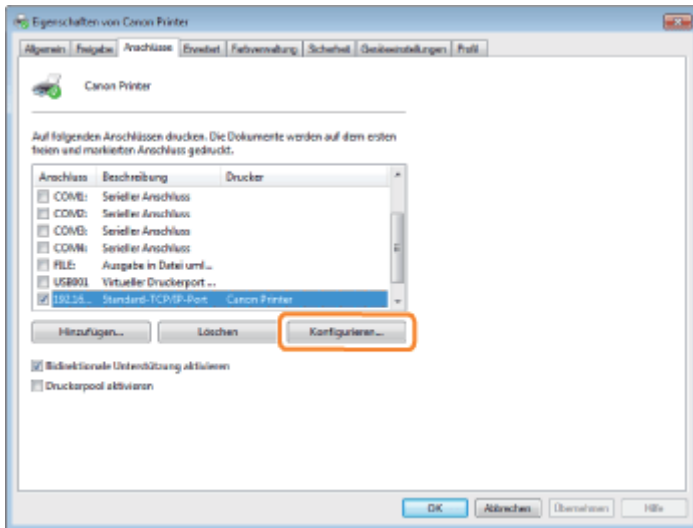 Eigenschaften von Canon Printer
Allgemein Freigabe Anschlüsse Erweitert Farbverwaltung Sicherheit Geräteeinstellungen Profil
Canon Printer
Auf folgenden Anschlüssen drucken. Die Dokumente werden auf dem ersten
freien und markierten Anschluss gedruckt.
Anschluss Beschreibung Drucker
COM1: Serieller Anschluss
COM2: Serieller Anschluss
COM3: Serieller Anschluss
COM4: Serieller Anschluss
FILE: Ausgabe in Datei uml...
USB001 Virtueller Druckerport ...
192.16... Standard-TCP/IP-Port Canon Printer
Hinzufügen... Löschen Konfigurieren...
Bidirektionale Unterstützung aktivieren
Druckerpool aktivieren
OK Abbrechen Übernehmen Hilfe